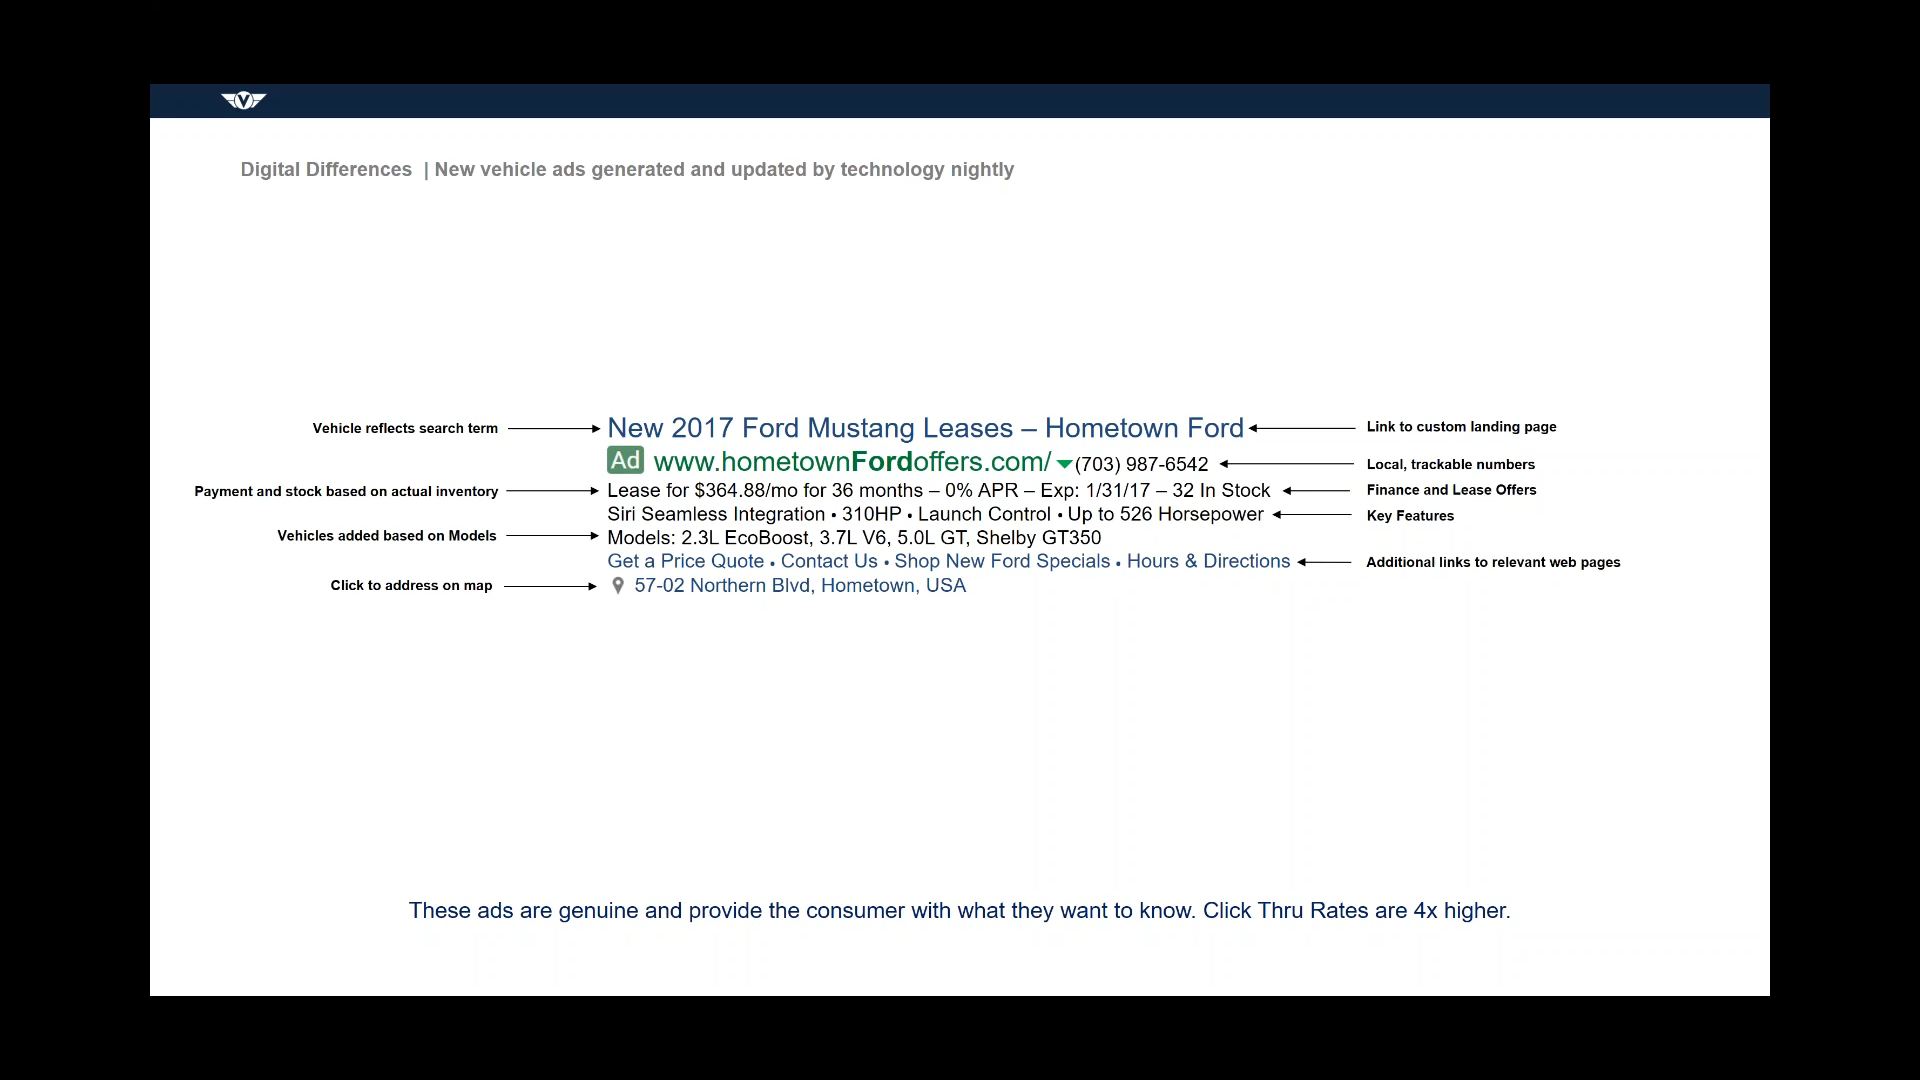 Digital Differences | New vehicle ads generated and updated by technology nightly
Vehicle reflects search term
New 2017 Ford Mustang Leases – Hometown Ford
Link to custom landing page
Ad www.hometownFordoffers.com/ (703) 987-6542
Local, trackable numbers
Payment and stock based on actual inventory
Lease for $364.88/mo for 36 months – 0% APR – Exp: 1/31/17 – 32 In Stock
Finance and Lease Offers
Siri Seamless Integration • 310HP • Launch Control • Up to 526 Horsepower
Key Features
Vehicles added based on Models
Models: 2.3L EcoBoost, 3.7L V6, 5.0L GT, Shelby GT350
Get a Price Quote • Contact Us • Shop New Ford Specials • Hours & Directions
Additional links to relevant web pages
Click to address on map
57-02 Northern Blvd, Hometown, USA
These ads are genuine and provide the consumer with what they want to know. Click Thru Rates are 4x higher.